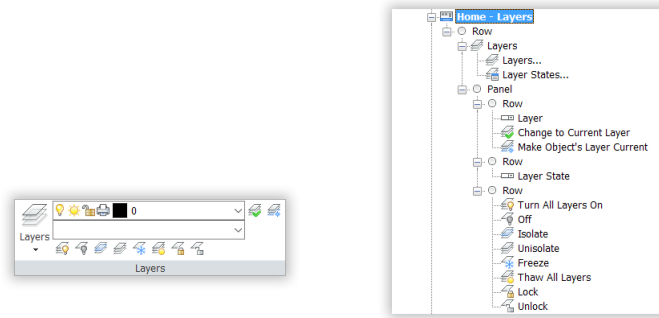 0
Layers
Layers
Home - Layers
Row
Layers
Layers...
Layer States...
Panel
Row
Layer
Change to Current Layer
Make Object's Layer Current
Row
Layer State
Row
Turn All Layers On
Off
Isolate
Unisolate
Freeze
Thaw All Layers
Lock
Unlock